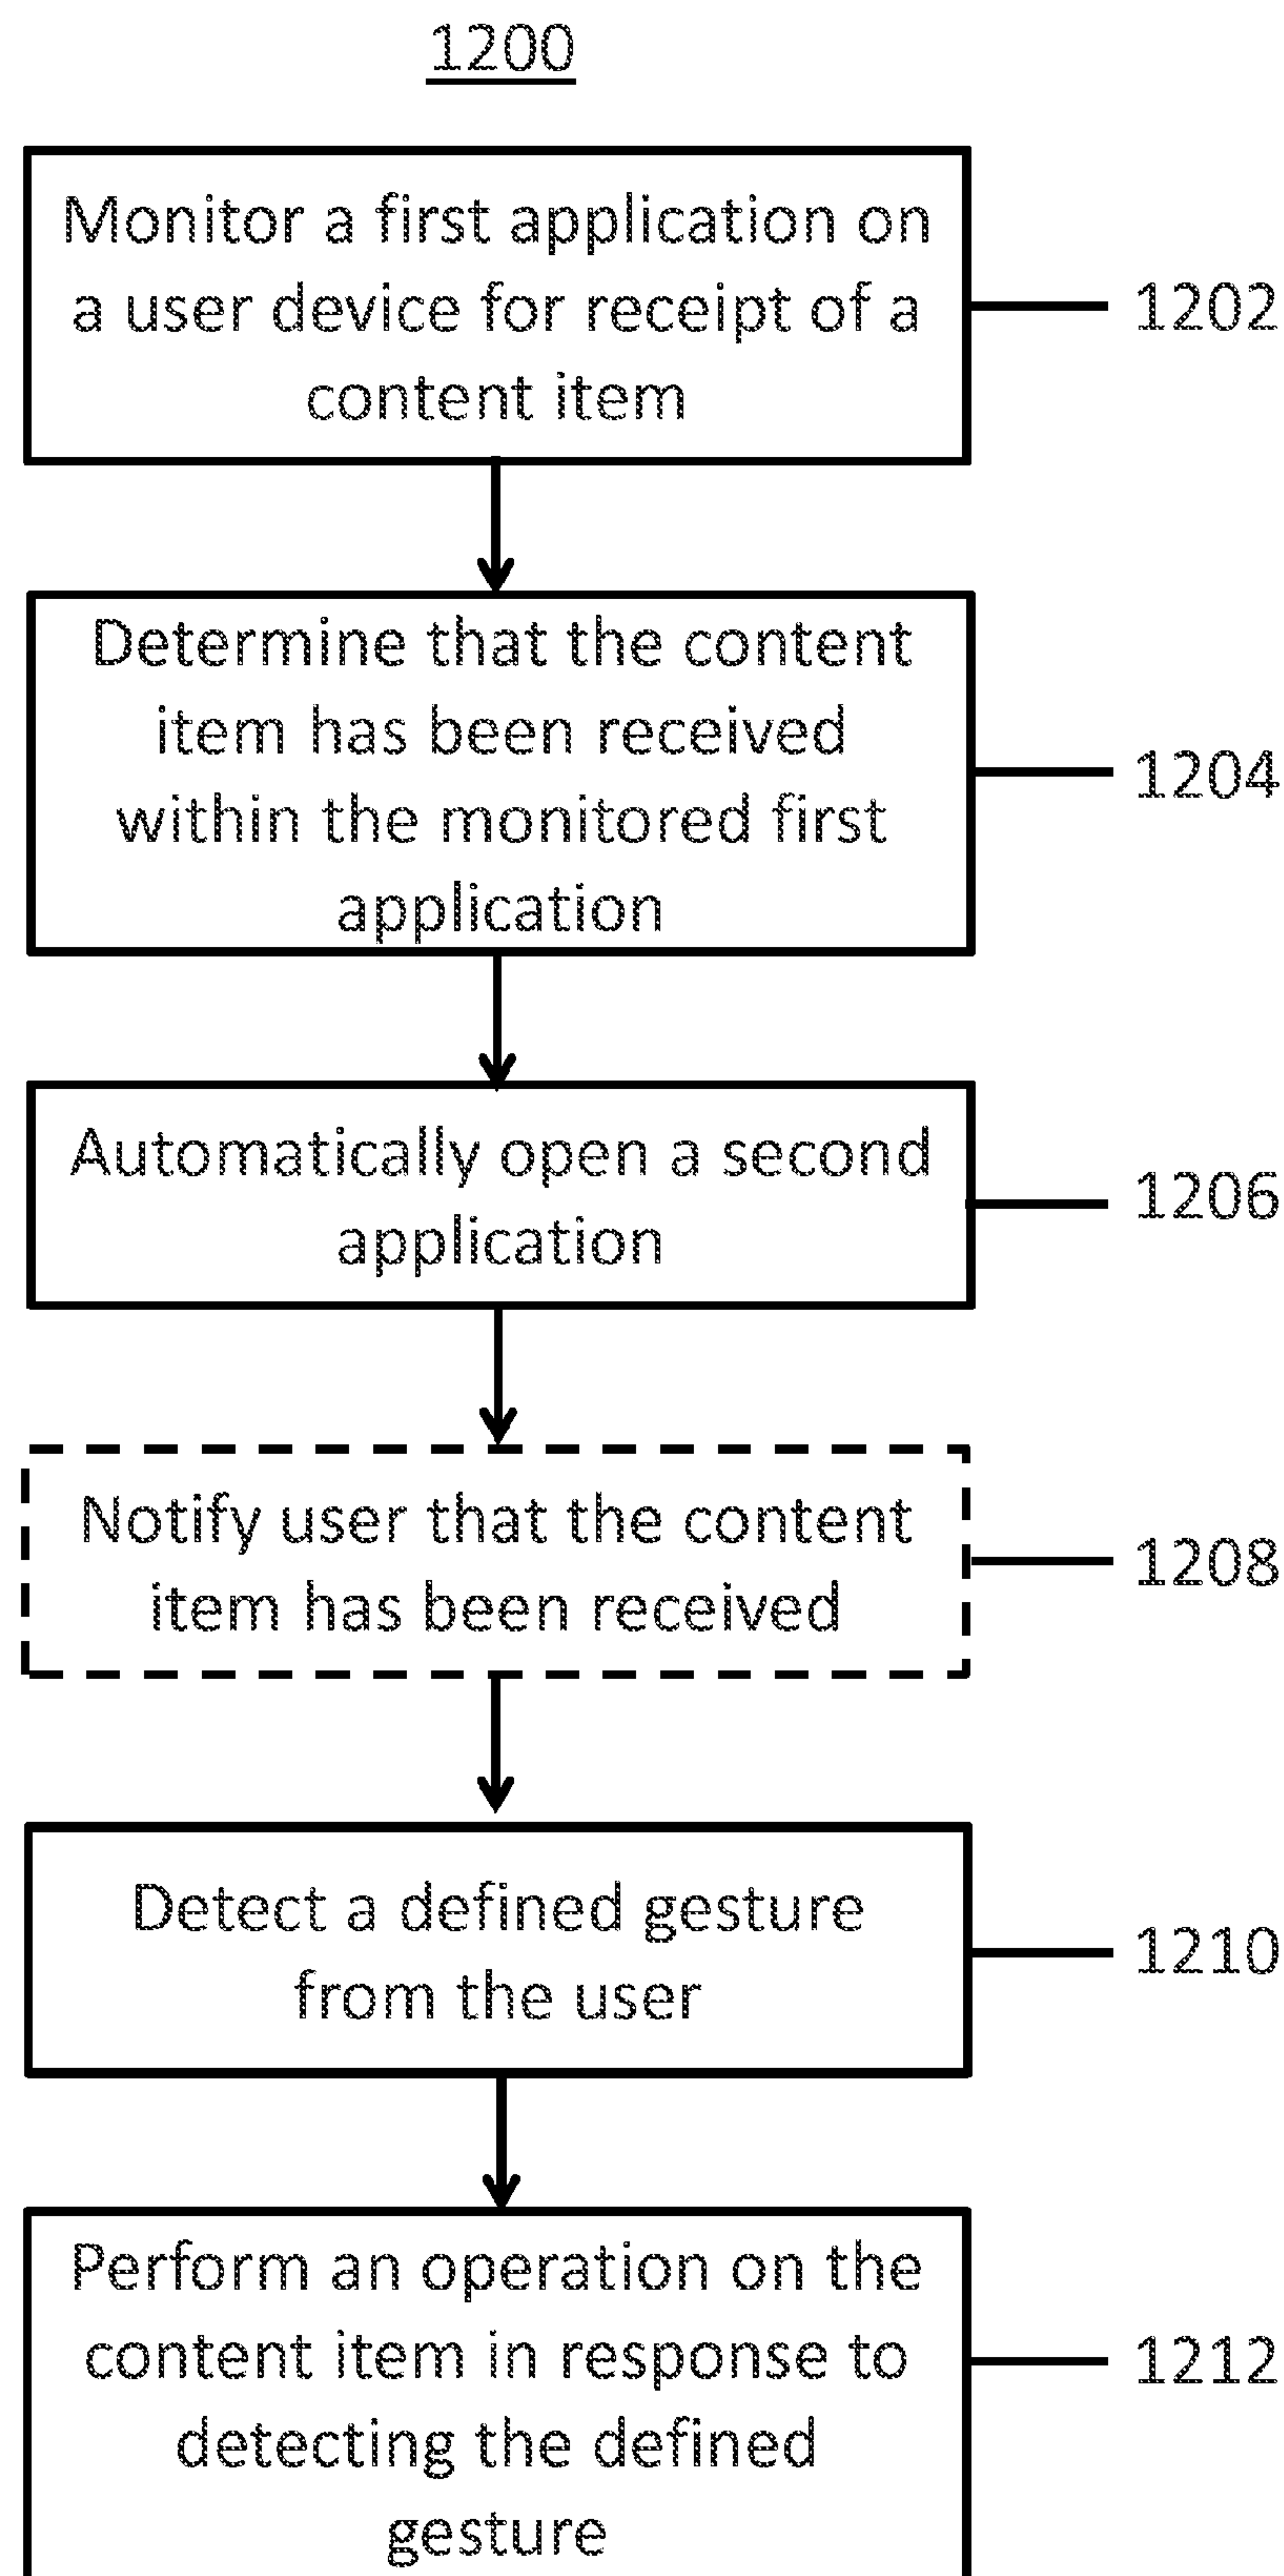 1200
Monitor a first application on
a user device for receipt of a
content item
1202
Determine that the content
item has been received
within the monitored first
application
1204
Automatically open a second
application
1206
Notify user that the content
item has been received
1208
Detect a defined gesture
from the user
1210
Perform an operation on the
content item in response to
detecting the defined
gesture
1212